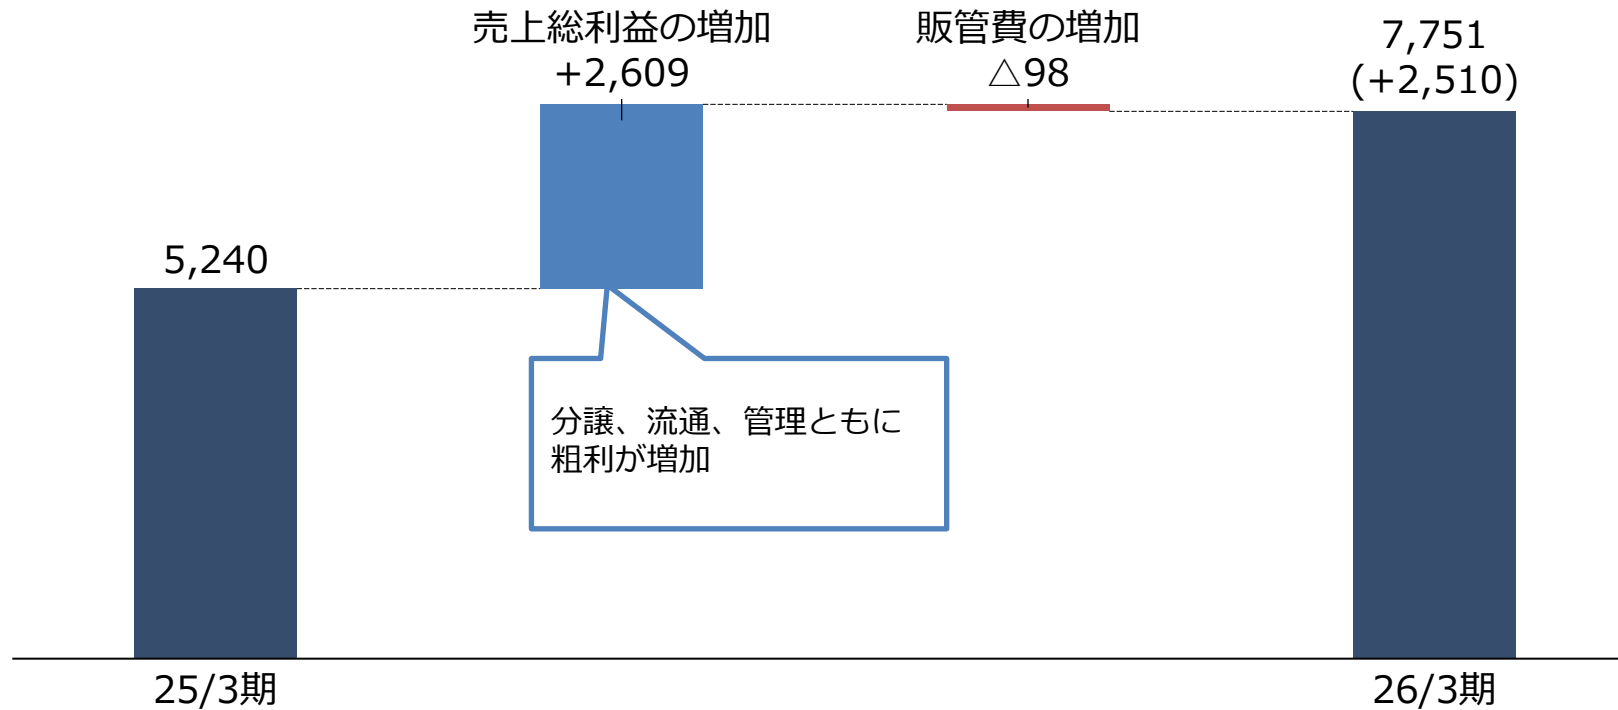 売上総利益の増加
+2,609
販管費の増加
△98
7,751
(+2,510)
5,240
分譲、流通、管理ともに
粗利が増加
25/3期
26/3期